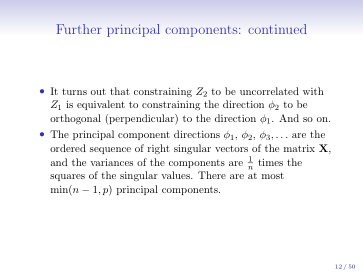 Further principal components: continued
• It turns out that constraining Z₂ to be uncorrelated with
Z₁ is equivalent to constraining the direction ϕ₂ to be
orthogonal (perpendicular) to the direction ϕ₁. And so on.
• The principal component directions ϕ₁, ϕ₂, ϕ₃, . . . are the
ordered sequence of right singular vectors of the matrix X,
and the variances of the components are 1/n times the
squares of the singular values. There are at most
min(n − 1, p) principal components.
12 / 50